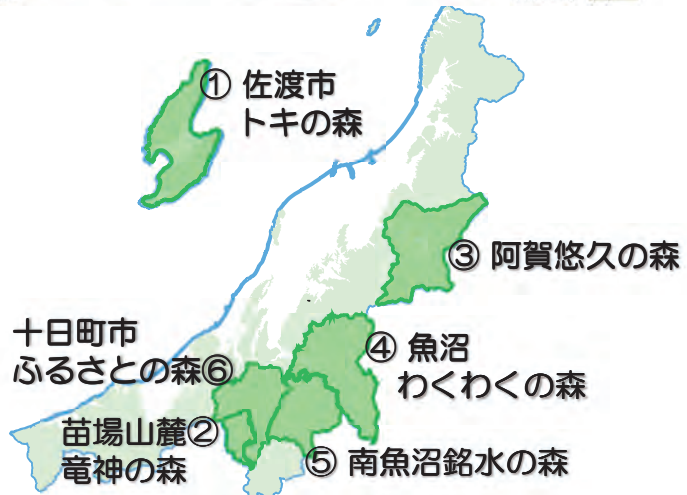 ① 佐渡市
トキの森
③ 阿賀悠久の森
十日町市
ふるさとの森⑥
④ 魚沼
わくわくの森
苗場山麓②
竜神の森
⑤ 南魚沼銘水の森